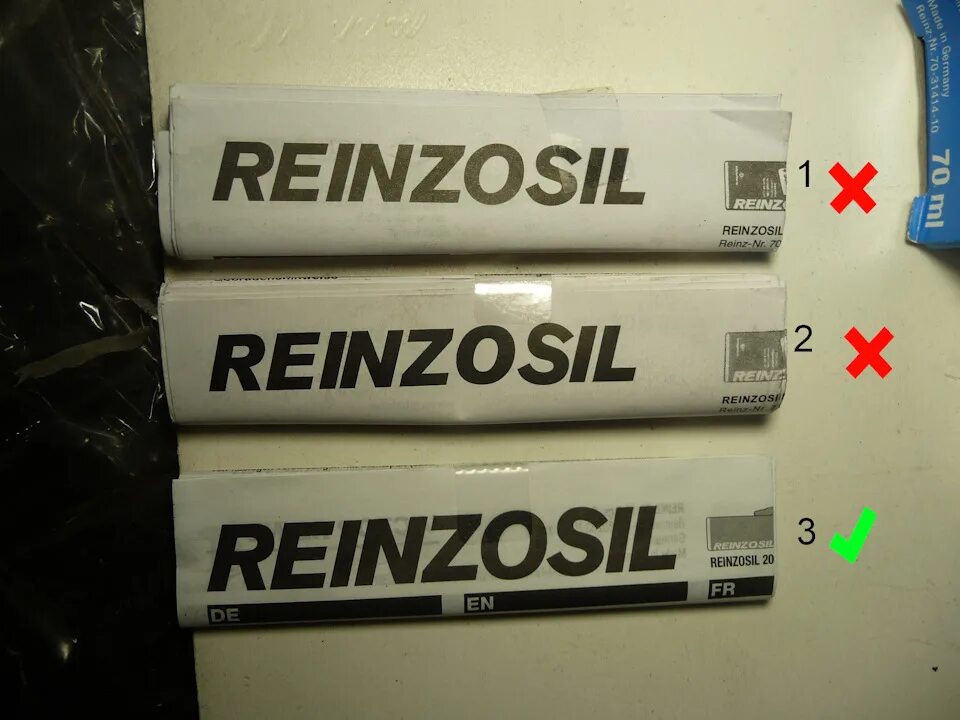 Made in Germany
Reinz-Nr. 70-31414-10
70 ml
REINZOSIL
REINZ
REINZOSIL
Reinz-Nr. 70
1
REINZOSIL
REINZ
REINZOSIL
Reinz-Nr.
2
REINZOSIL
REINZOSIL
REINZOSIL 20
3
DE
EN
FR